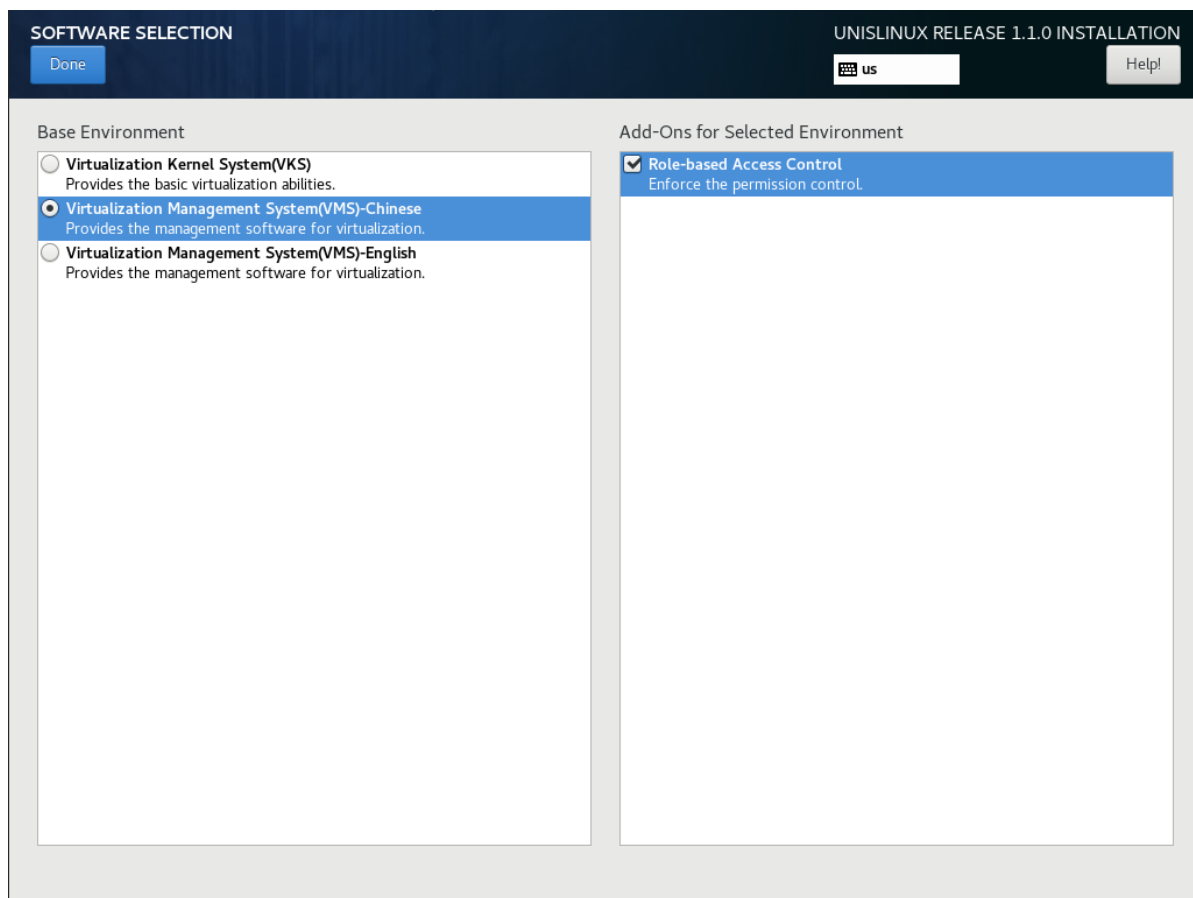 SOFTWARE SELECTION
UNISLINUX RELEASE 1.1.0 INSTALLATION
Done
us
Help!
Base Environment
Virtualization Kernel System(VKS)
Provides the basic virtualization abilities.
Virtualization Management System(VMS)-Chinese
Provides the management software for virtualization.
Virtualization Management System(VMS)-English
Provides the management software for virtualization.
Add-Ons for Selected Environment
Role-based Access Control
Enforce the permission control.